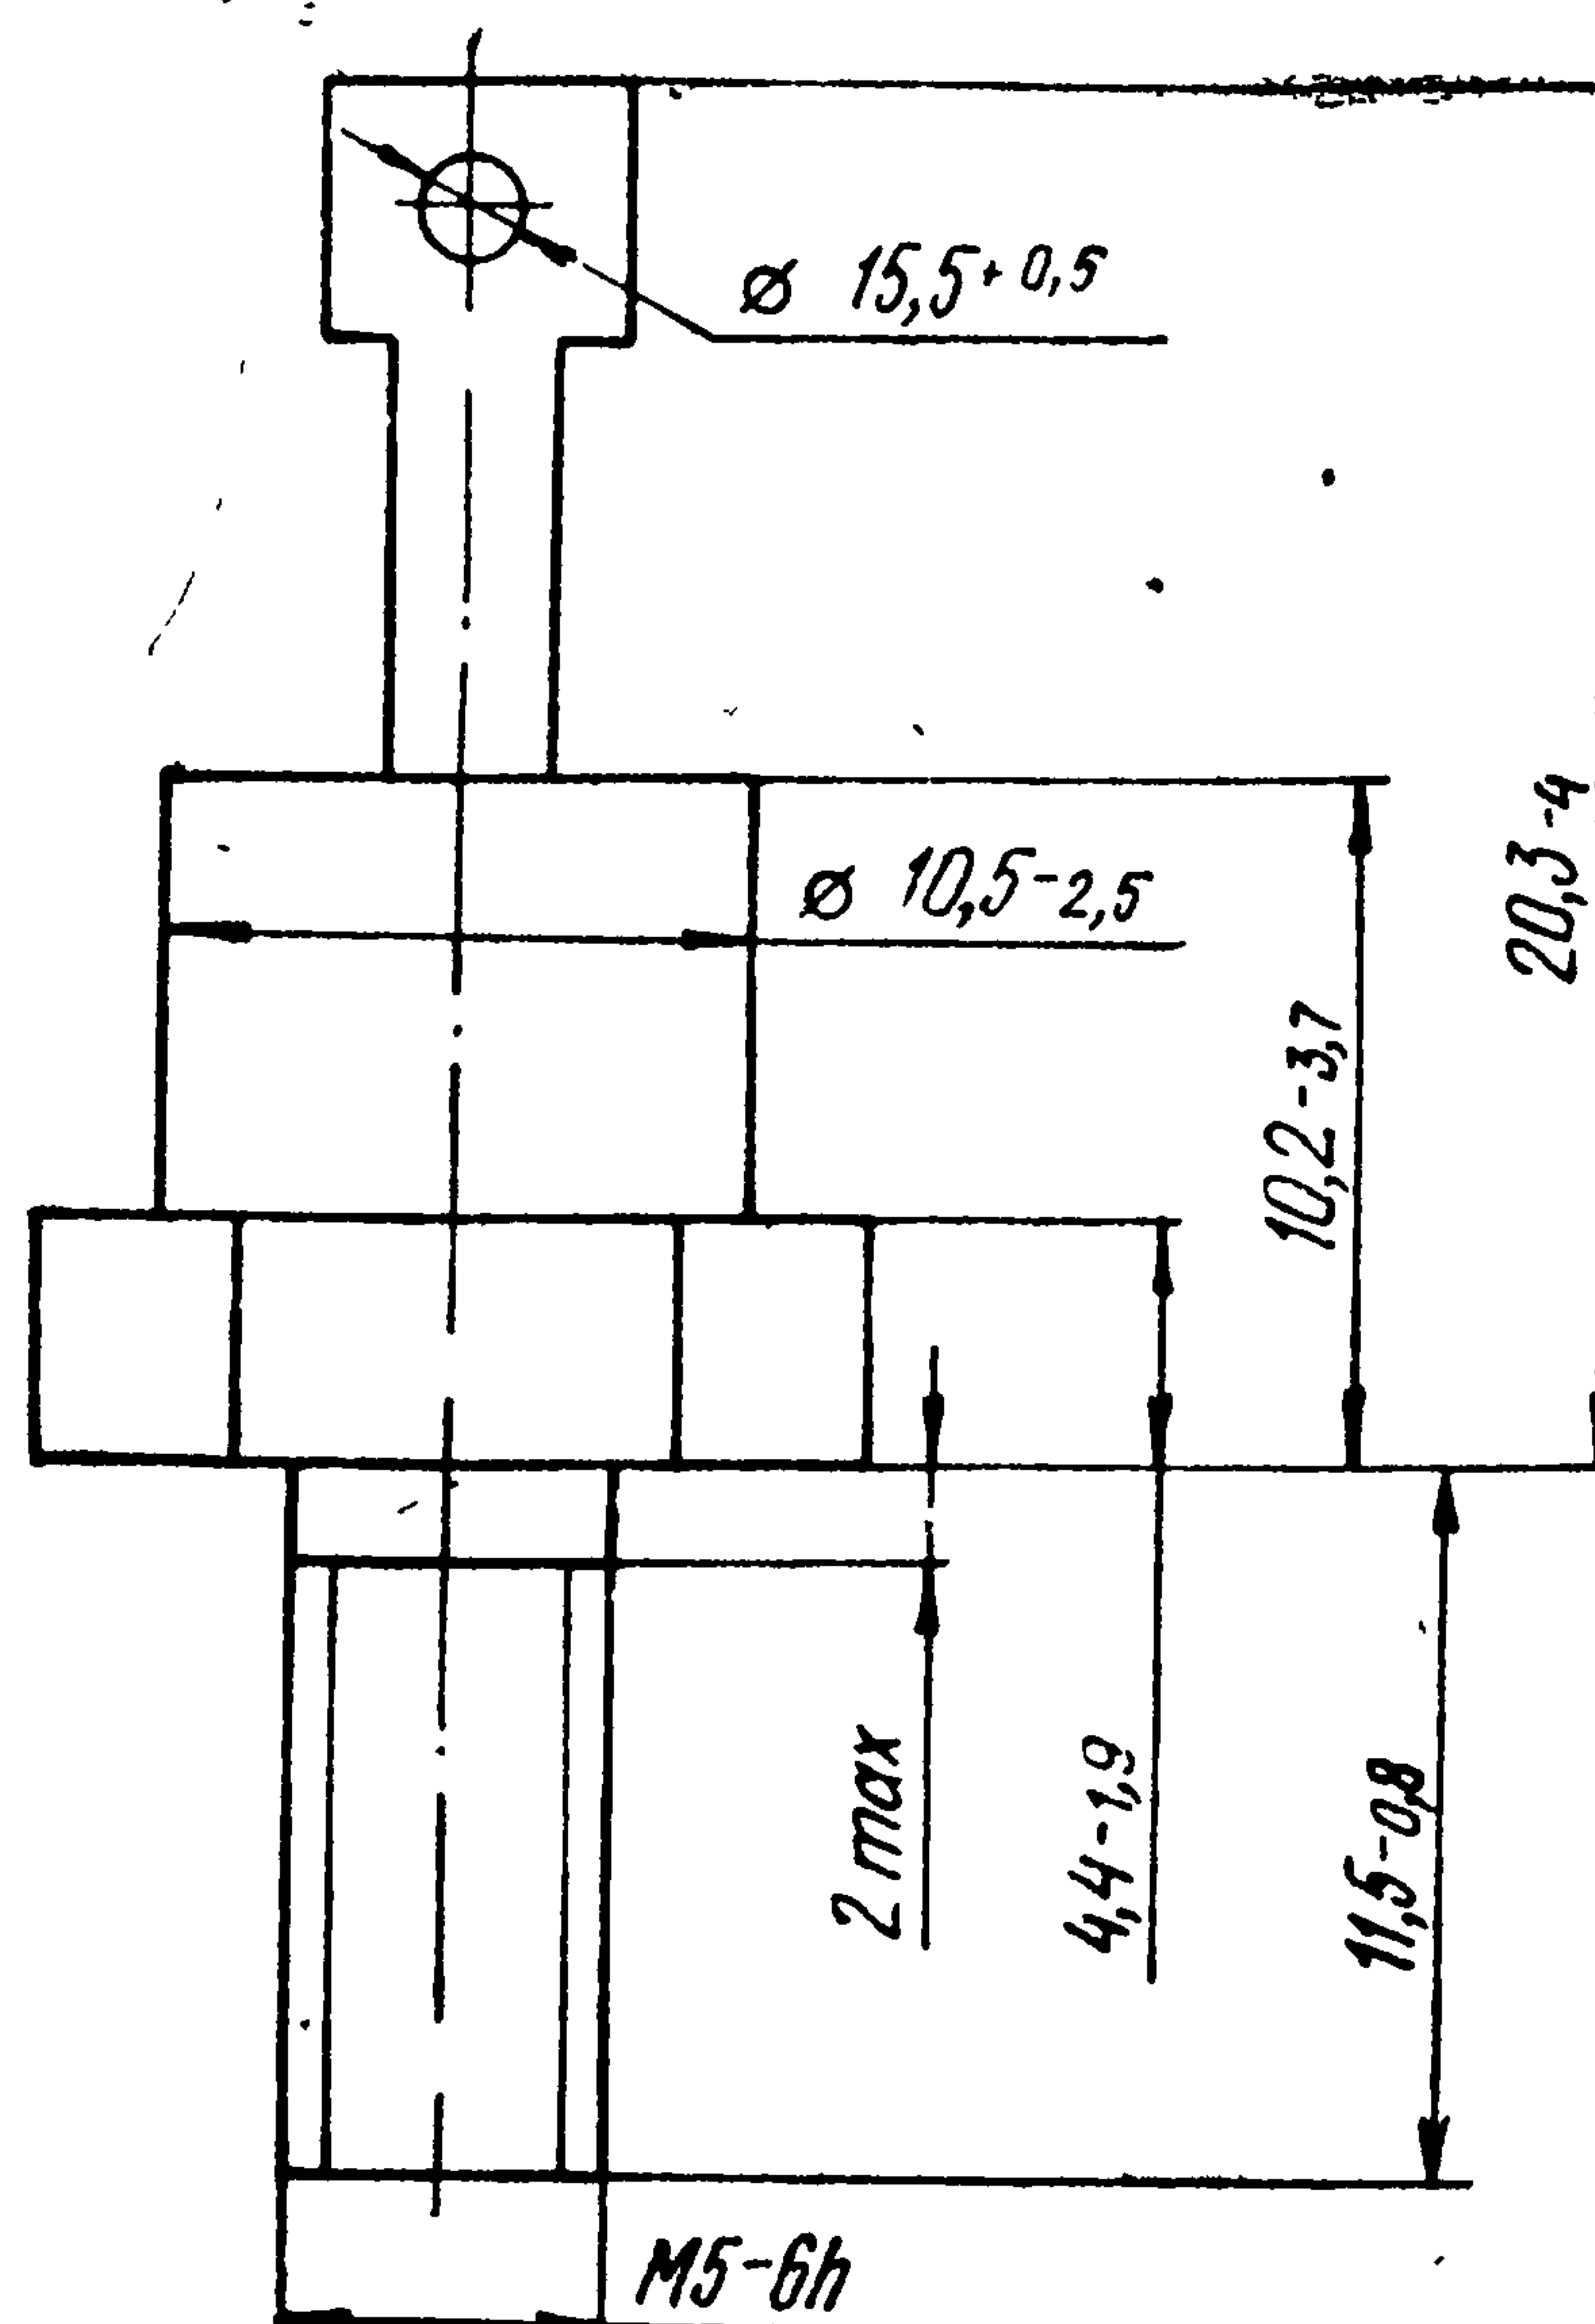 ø 15,5+0,5
20,3-4
ø 10,5-2,5
10,2-3,7
2 max
4,4-1,9
11,5-0,8
M5-6h